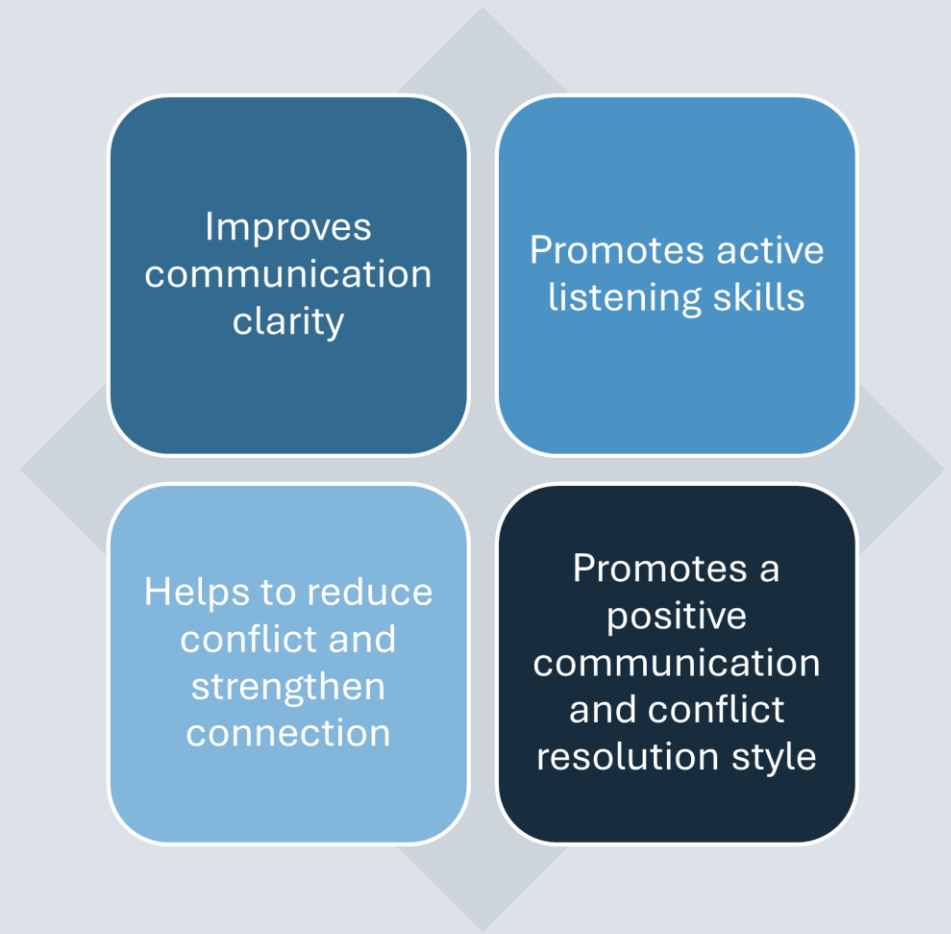 Improves
communication
clarity
Promotes active
listening skills
Helps to reduce
conflict and
strengthen
connection
Promotes a
positive
communication
and conflict
resolution style